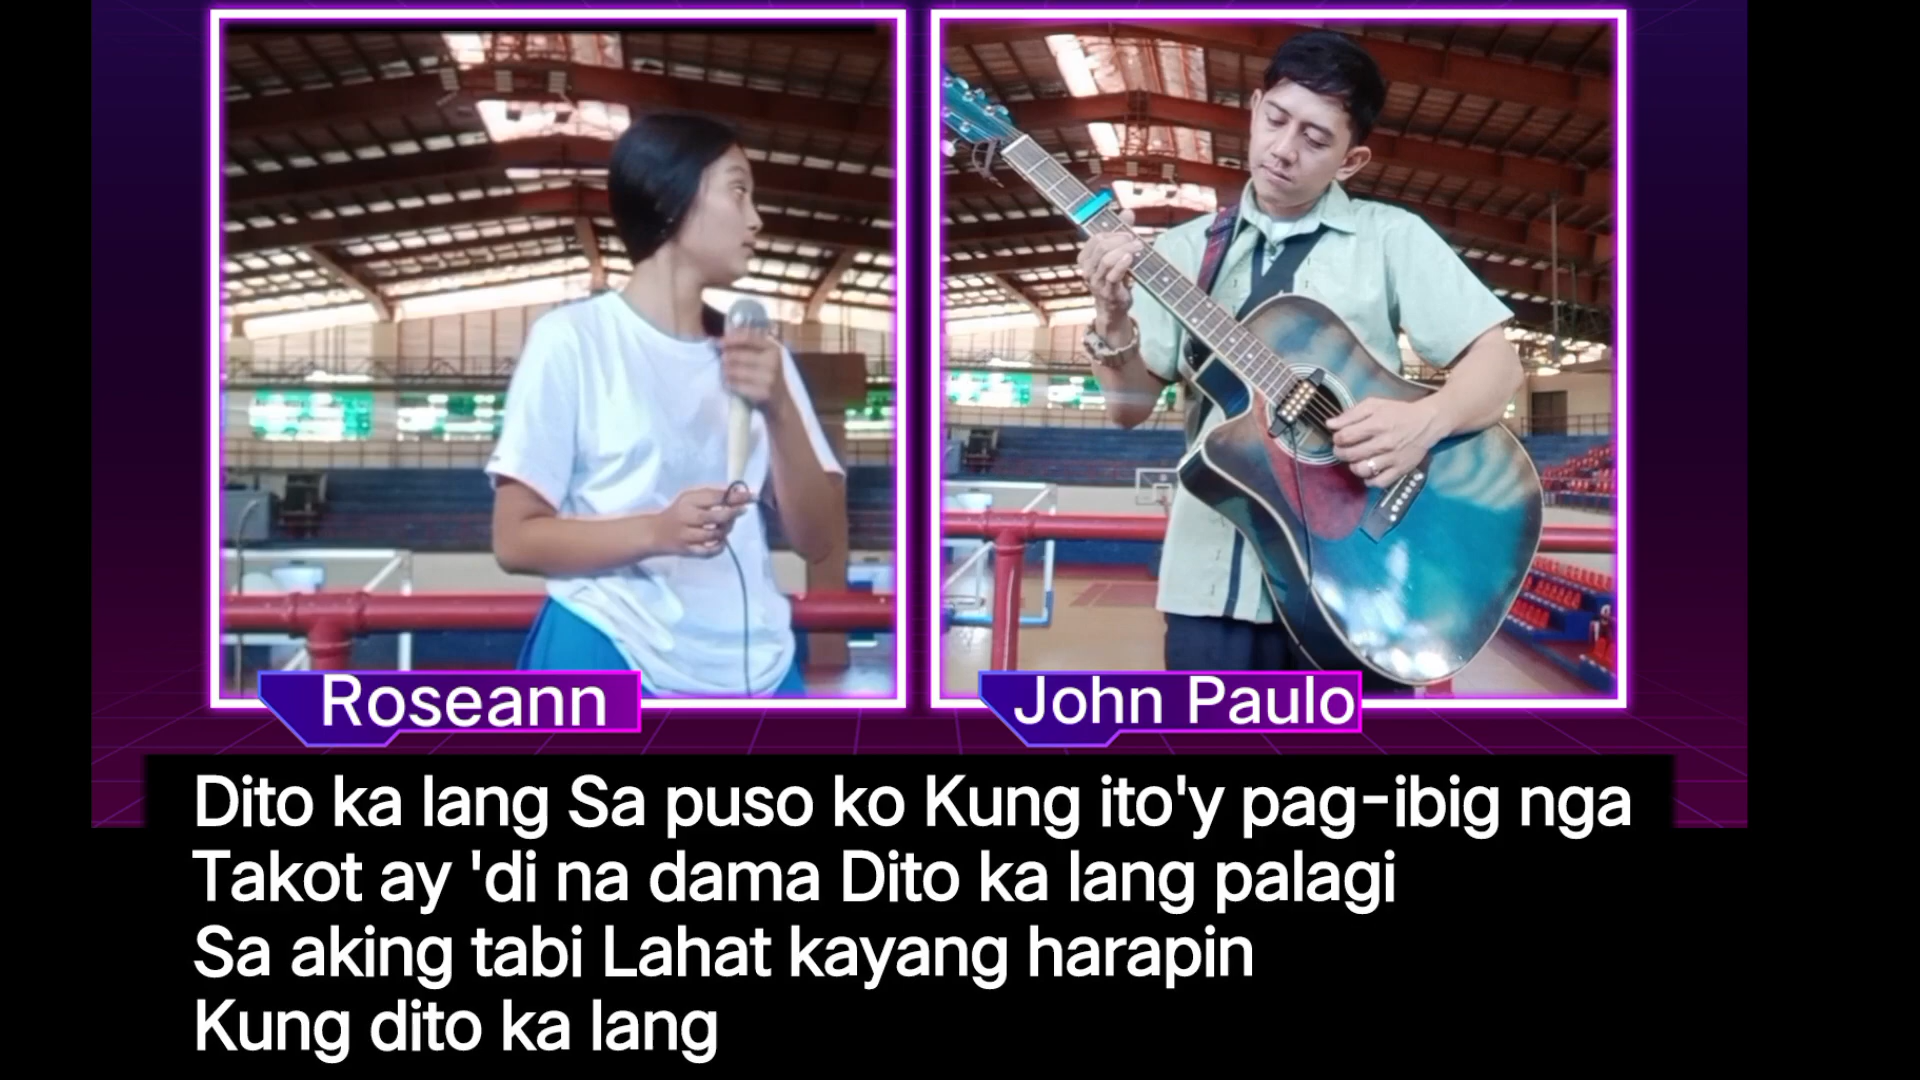 Roseann
John Paulo
Dito ka lang Sa puso ko Kung ito'y pag-ibig nga
Takot ay 'di na dama Dito ka lang palagi
Sa aking tabi Lahat kayang harapin
Kung dito ka lang